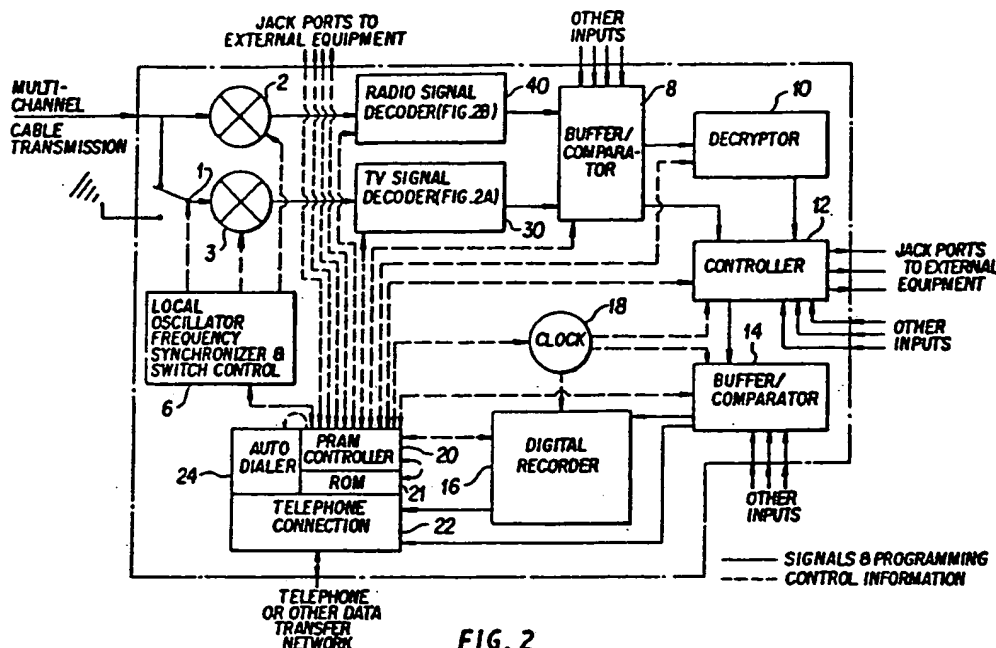 JACK PORTS TO
EXTERNAL EQUIPMENT
OTHER
INPUTS
MULTI-
CHANNEL
CABLE
TRANSMISSION
2
RADIO SIGNAL
DECODER(FIG.2B)
40
8
BUFFER/
COMPARA-
TOR
10
DECRYPTOR
1
3
TV SIGNAL
DECODER(FIG.2A)
30
12
CONTROLLER
JACK PORTS
TO EXTERNAL
EQUIPMENT
OTHER
INPUTS
LOCAL
OSCILLATOR
FREQUENCY
SYNCHRONIZER &
SWITCH CONTROL
6
18
CLOCK
14
BUFFER/
COMPARATOR
OTHER
INPUTS
AUTO
DIALER
24
PRAM
CONTROLLER
20
ROM
21
TELEPHONE
CONNECTION
22
16
DIGITAL
RECORDER
TELEPHONE
OR OTHER DATA
TRANSFER
NETWORK
SIGNALS & PROGRAMMING
CONTROL INFORMATION
FIG. 2